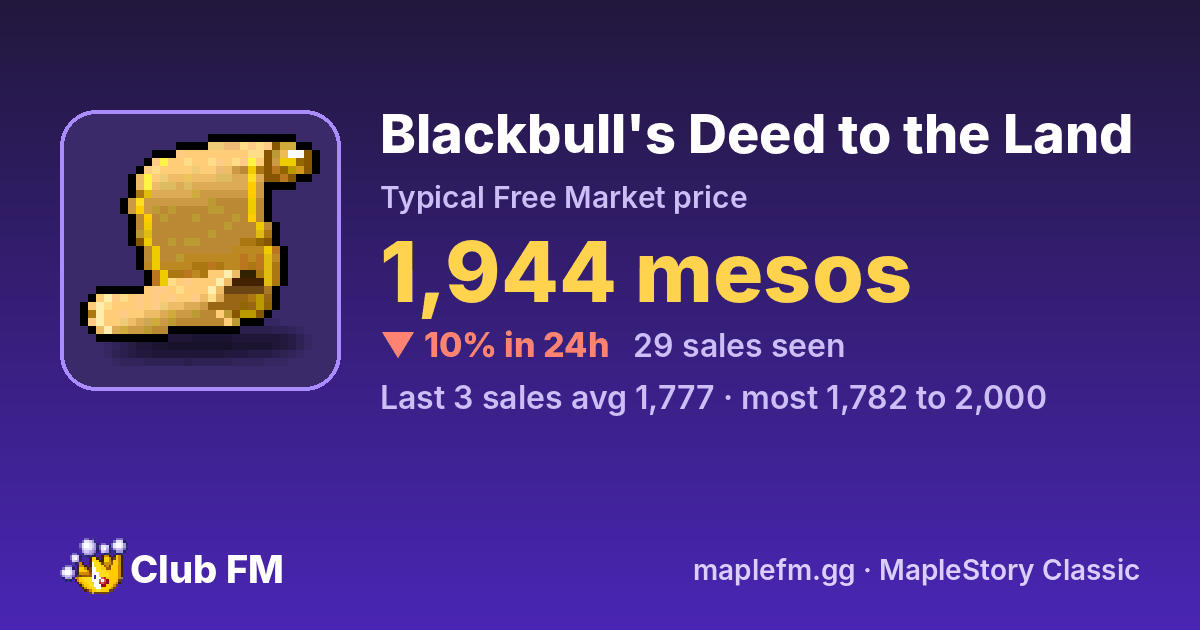 Blackbull's Deed to the Land
Typical Free Market price
1,944 mesos
▼ 10% in 24h 29 sales seen
Last 3 sales avg 1,777 · most 1,782 to 2,000
Club FM
maplefm.gg · MapleStory Classic